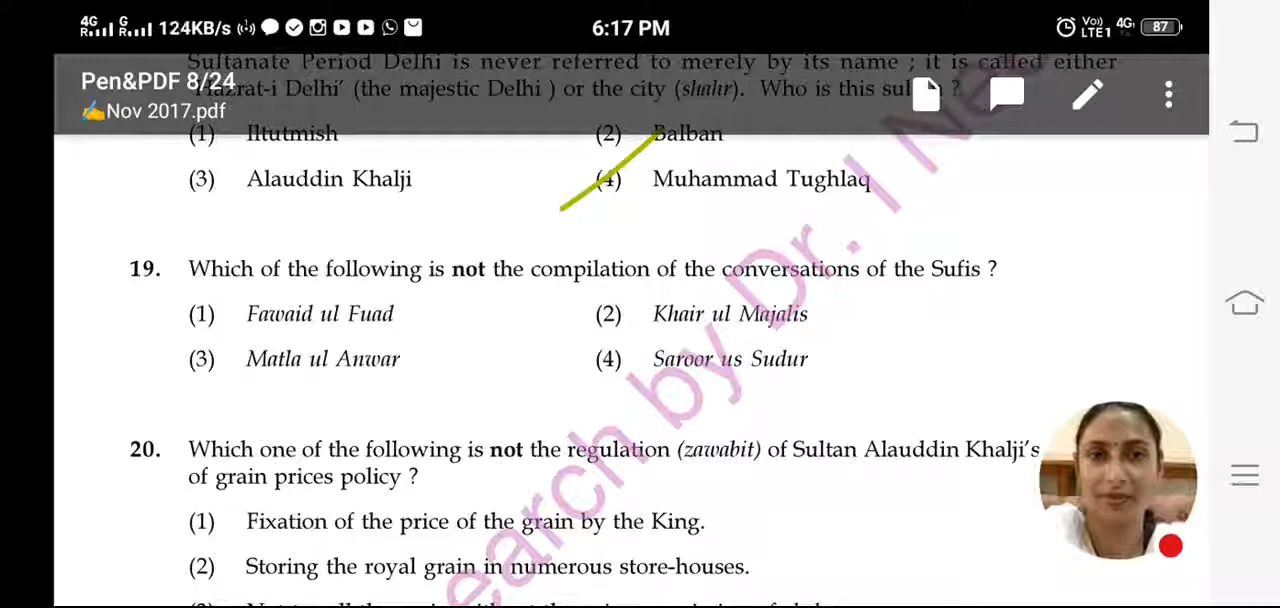 4G R G R 124KB/s 6:17 PM Vo)) LTE1 4G 87
Sultanate Period Delhi is never referred to merely by its name ; it is called either
Pen&PDF 8/24
Hazrat-i Delhi' (the majestic Delhi ) or the city (shahr). Who is this sul ?
✍Nov 2017.pdf
(1) Iltutmish (2) Balban
(3) Alauddin Khalji (4) Muhammad Tughlaq
19. Which of the following is not the compilation of the conversations of the Sufis ?
(1) Fawaid ul Fuad (2) Khair ul Majalis
(3) Matla ul Anwar (4) Saroor us Sudur
20. Which one of the following is not the regulation (zawabit) of Sultan Alauddin Khalji's
of grain prices policy ?
(1) Fixation of the price of the grain by the King.
(2) Storing the royal grain in numerous store-houses.
earch by Dr. I Nee